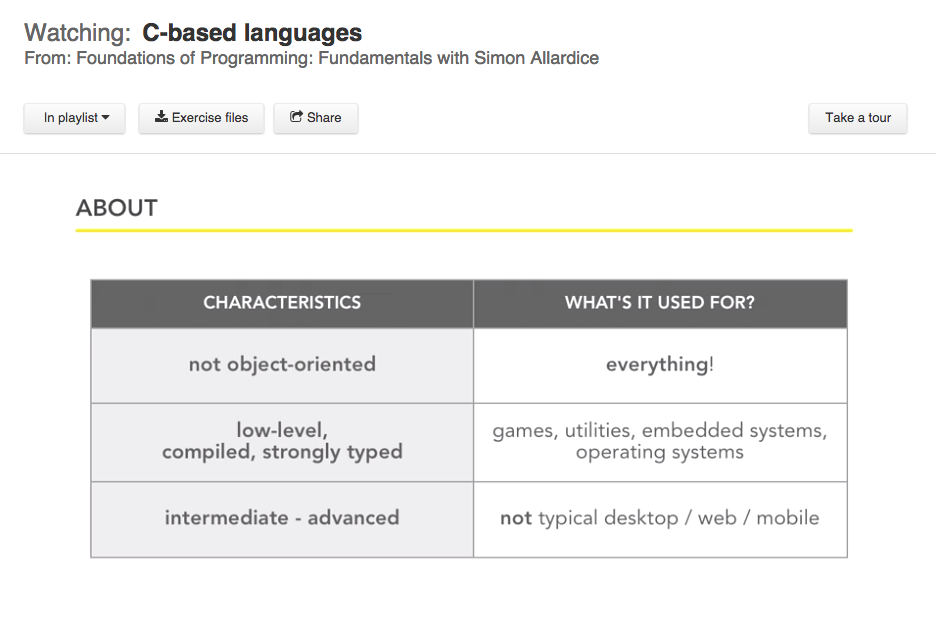 Watching: C-based languages
From: Foundations of Programming: Fundamentals with Simon Allardice
In playlist Exercise files Share Take a tour
ABOUT
CHARACTERISTICS WHAT'S IT USED FOR?
not object-oriented everything!
low-level, games, utilities, embedded systems,
compiled, strongly typed operating systems
intermediate - advanced not typical desktop / web / mobile